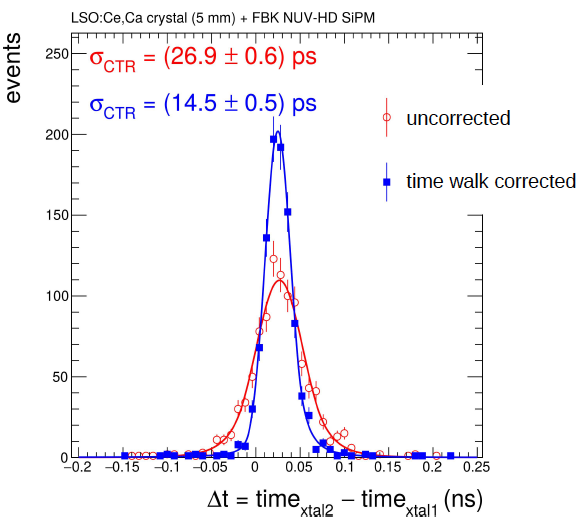 LSO:Ce,Ca crystal (5 mm) + FBK NUV-HD SiPM
events
250
200
150
100
50
0
σCTR = (26.9 ± 0.6) ps
σCTR = (14.5 ± 0.5) ps
uncorrected
time walk corrected
−0.2 −0.15 −0.1 −0.05 0 0.05 0.1 0.15 0.2 0.25
Δt = timextal2 − timextal1 (ns)